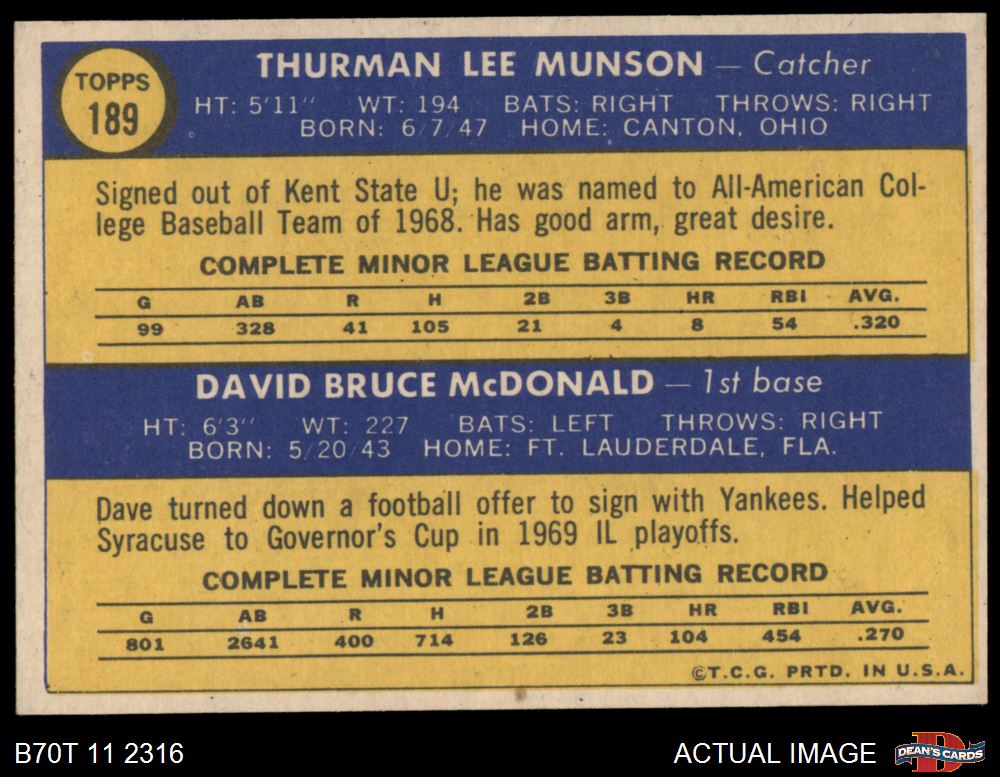 TOPPS
189
THURMAN LEE MUNSON — Catcher
HT: 5'11" WT: 194 BATS: RIGHT THROWS: RIGHT
BORN: 6/7/47 HOME: CANTON, OHIO
Signed out of Kent State U; he was named to All-American Col-
lege Baseball Team of 1968. Has good arm, great desire.
COMPLETE MINOR LEAGUE BATTING RECORD
G AB R H 2B 3B HR RBI AVG.
99 328 41 105 21 4 8 54 .320
DAVID BRUCE McDONALD — 1st base
HT: 6'3" WT: 227 BATS: LEFT THROWS: RIGHT
BORN: 5/20/43 HOME: FT. LAUDERDALE, FLA.
Dave turned down a football offer to sign with Yankees. Helped
Syracuse to Governor's Cup in 1969 IL playoffs.
COMPLETE MINOR LEAGUE BATTING RECORD
G AB R H 2B 3B HR RBI AVG.
801 2641 400 714 126 23 104 454 .270
©T.C.G. PRTD. IN U.S.A.
B70T 11 2316 ACTUAL IMAGE DEAN'S CARDS